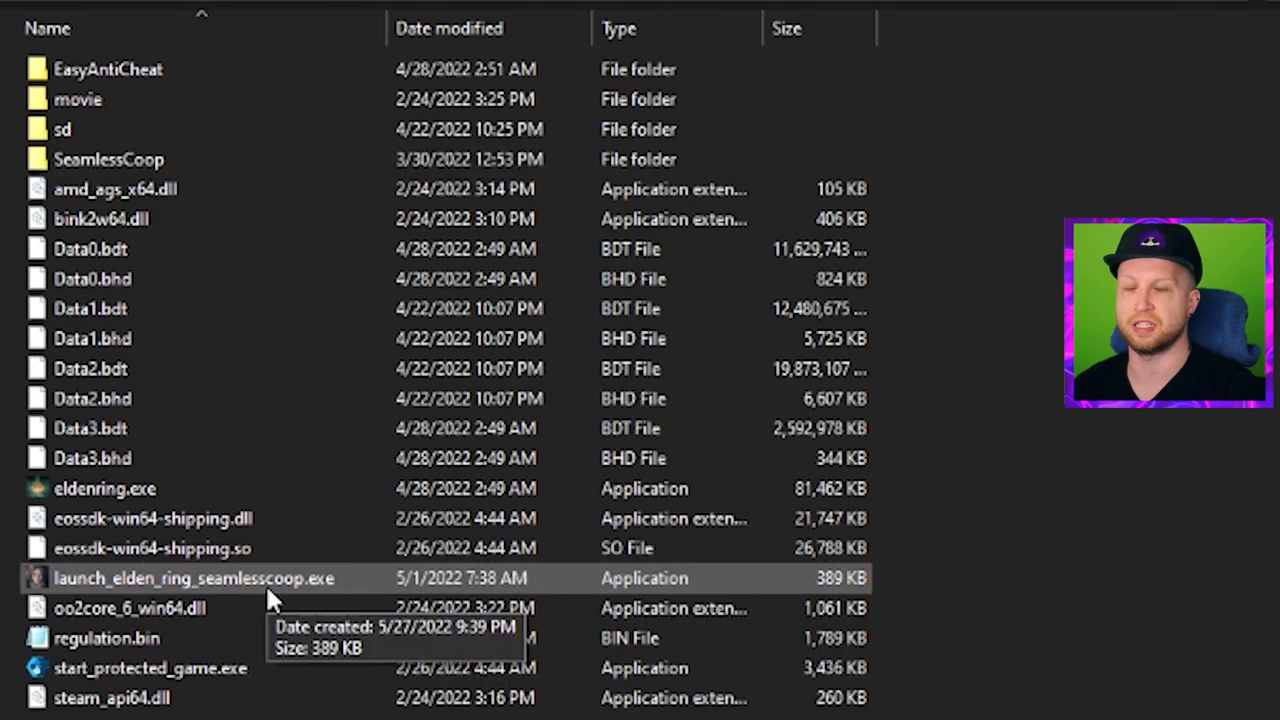 Name Date modified Type Size
EasyAntiCheat 4/28/2022 2:51 AM File folder
movie 2/24/2022 3:25 PM File folder
sd 4/22/2022 10:25 PM File folder
SeamlessCoop 3/30/2022 12:53 PM File folder
amd_ags_x64.dll 2/24/2022 3:14 PM Application exten... 105 KB
bink2w64.dll 2/24/2022 3:10 PM Application exten... 406 KB
Data0.bdt 4/28/2022 2:49 AM BDT File 11,629,743 ...
Data0.bhd 4/28/2022 2:49 AM BHD File 824 KB
Data1.bdt 4/22/2022 10:07 PM BDT File 12,480,675 ...
Data1.bhd 4/22/2022 10:07 PM BHD File 5,725 KB
Data2.bdt 4/22/2022 10:07 PM BDT File 19,873,107 ...
Data2.bhd 4/22/2022 10:07 PM BHD File 6,607 KB
Data3.bdt 4/28/2022 2:49 AM BDT File 2,592,978 KB
Data3.bhd 4/28/2022 2:49 AM BHD File 344 KB
eldenring.exe 4/28/2022 2:49 AM Application 81,462 KB
eossdk-win64-shipping.dll 2/26/2022 4:44 AM Application exten... 21,747 KB
eossdk-win64-shipping.so 2/26/2022 4:44 AM SO File 26,788 KB
launch_elden_ring_seamlesscoop.exe 5/1/2022 7:38 AM Application 389 KB
oo2core_6_win64.dll 2/24/2022 3:22 PM Application exten... 1,061 KB
Date created: 5/27/2022 9:39 PM
regulation.bin BIN File 1,789 KB
Size: 389 KB
start_protected_game.exe 2/26/2022 4:44 AM Application 3,436 KB
steam_api64.dll 2/24/2022 3:16 PM Application exten... 260 KB